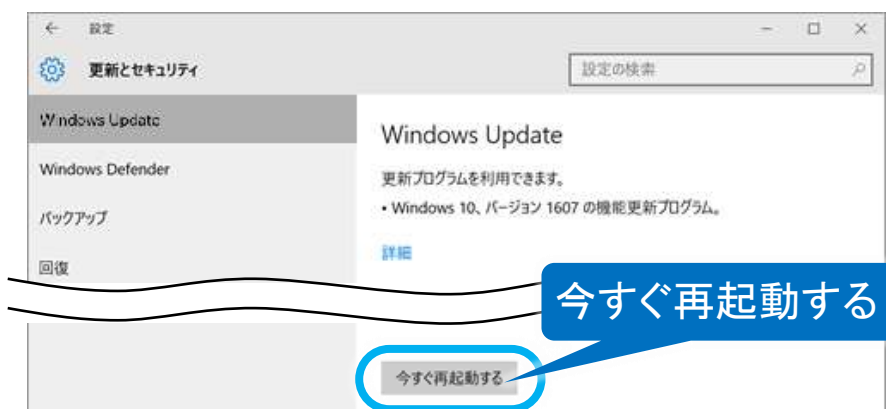 設定
更新とセキュリティ
設定の検索
Windows Update
Windows Defender
バックアップ
回復
Windows Update
更新プログラムを利用できます。
• Windows 10、バージョン 1607 の機能更新プログラム。
詳細
今すぐ再起動する
今すぐ再起動する